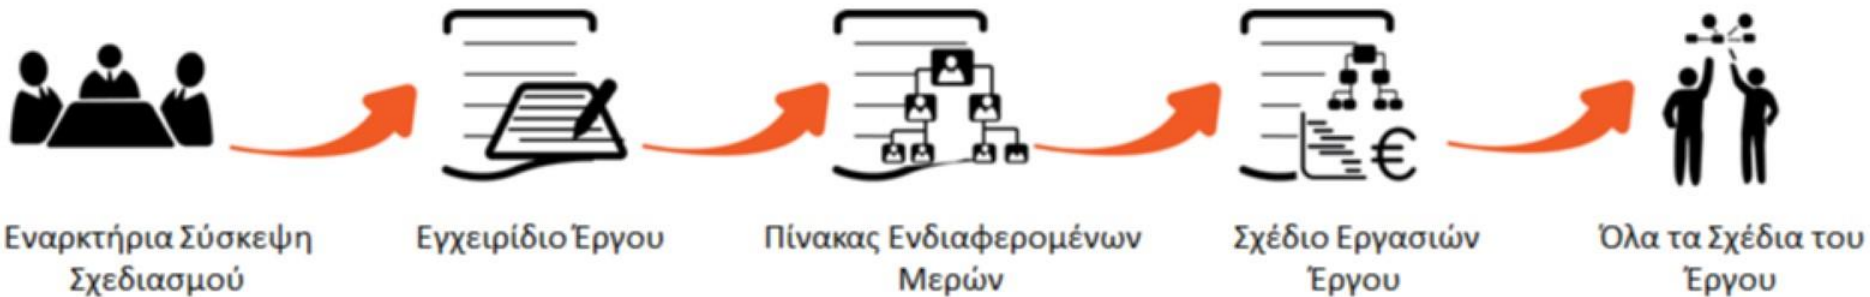 Εναρκτήρια Σύσκεψη
Σχεδιασμού
Εγχειρίδιο Έργου
Πίνακας Ενδιαφερομένων
Μερών
Σχέδιο Εργασιών
Έργου
Όλα τα Σχέδια του
Έργου